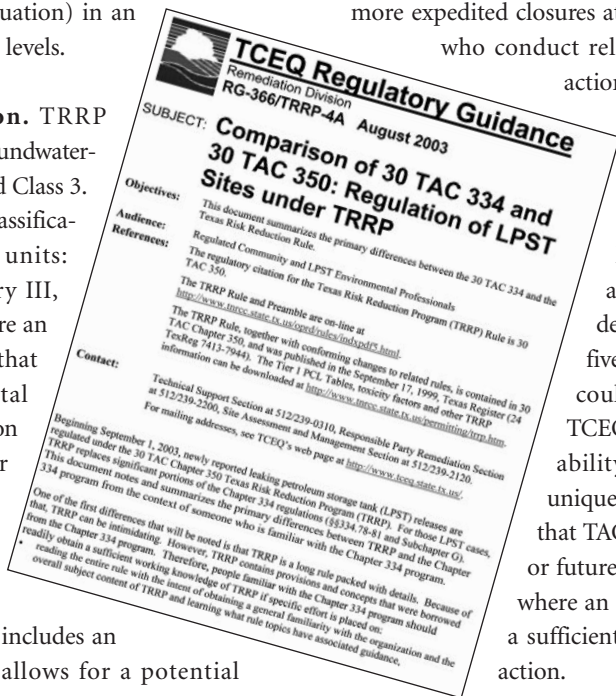 uation) in an
levels.
on. TRRP
undwater-
d Class 3.
assifica-
units:
ry III,
re an
that
tal
on
r
includes an
allows for a potential
TCEQ Regulatory Guidance
Remediation Division
RG-366/TRRP-4A August 2003
SUBJECT: Comparison of 30 TAC 334 and
30 TAC 350: Regulation of LPST
Sites under TRRP
Objectives: This document summarizes the primary differences between the 30 TAC 334 and the
Texas Risk Reduction Rule.
Audience: Regulated Community and LPST Environmental Professionals
References: The regulatory citation for the Texas Risk Reduction Program (TRRP) Rule is 30
TAC 350.
The TRRP Rule and Preamble are on-line at
http://www.tnrcc.state.tx.us/oprd/rules/indxpdf5.html.
The TRRP Rule, together with conforming changes to related rules, is contained in 30
TAC Chapter 350, and was published in the September 17, 1999, Texas Register (24
TexReg 7413-7944). The Tier 1 PCL Tables, toxicity factors and other TRRP
information can be downloaded at http://www.tnrcc.state.tx.us/permitting/trrp.htm.
Contact: Technical Support Section at 512/239-0310, Responsible Party Remediation Section
at 512/239-2200, Site Assessment and Management Section at 512/239-2120.
For mailing addresses, see TCEQ's web page at http://www.tceq.state.tx.us/.
Beginning September 1, 2003, newly reported leaking petroleum storage tank (LPST) releases are
regulated under the 30 TAC Chapter 350 Texas Risk Reduction Program (TRRP). For those LPST cases,
TRRP replaces significant portions of the Chapter 334 regulations (§§334.78-81 and Subchapter G).
This document notes and summarizes the primary differences between TRRP and the Chapter
334 program from the context of someone who is familiar with the Chapter 334 program.
One of the first differences that will be noted is that TRRP is a long rule packed with details. Because of
that, TRRP can be intimidating. However, TRRP contains provisions and concepts that were borrowed
from the Chapter 334 program. Therefore, people familiar with the Chapter 334 program should
readily obtain a sufficient working knowledge of TRRP if specific effort is placed on:
• reading the entire rule with the intent of obtaining a general familiarity with the organization and the
overall subject content of TRRP and learning what rule topics have associated guidance,
more expedited closures at
who conduct rel
action
a
de
five
coul
TCEQ
ability
unique
that TAC
or future
where an
a sufficient
action.